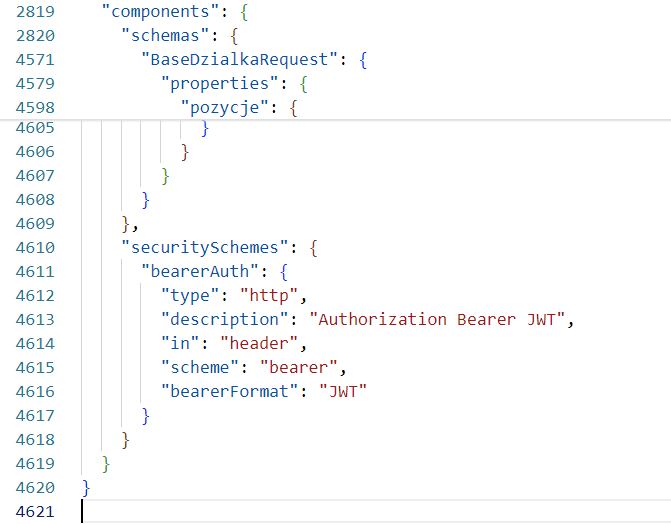 2819 "components": {
2820 "schemas": {
4571 "BaseDzialkaRequest": {
4579 "properties": {
4598 "pozycje": {
4605 }
4606 }
4607 }
4608 }
4609 },
4610 "securitySchemes": {
4611 "bearerAuth": {
4612 "type": "http",
4613 "description": "Authorization Bearer JWT",
4614 "in": "header",
4615 "scheme": "bearer",
4616 "bearerFormat": "JWT"
4617 }
4618 }
4619 }
4620 }
4621